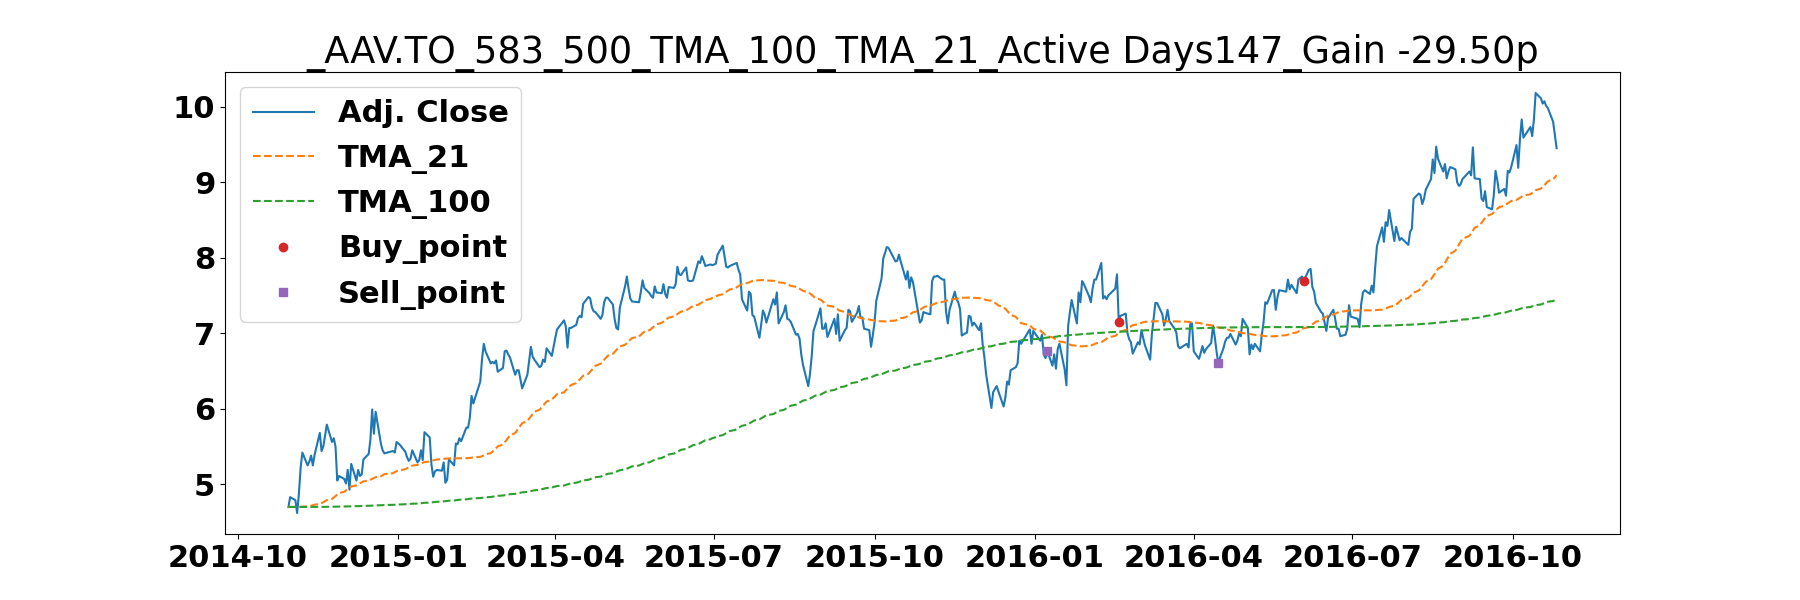 _AAV.TO_583_500_TMA_100_TMA_21_Active Days147_Gain -29.50p
Adj. Close
TMA_21
TMA_100
Buy_point
Sell_point
10
9
8
7
6
5
2014-10 2015-01 2015-04 2015-07 2015-10 2016-01 2016-04 2016-07 2016-10